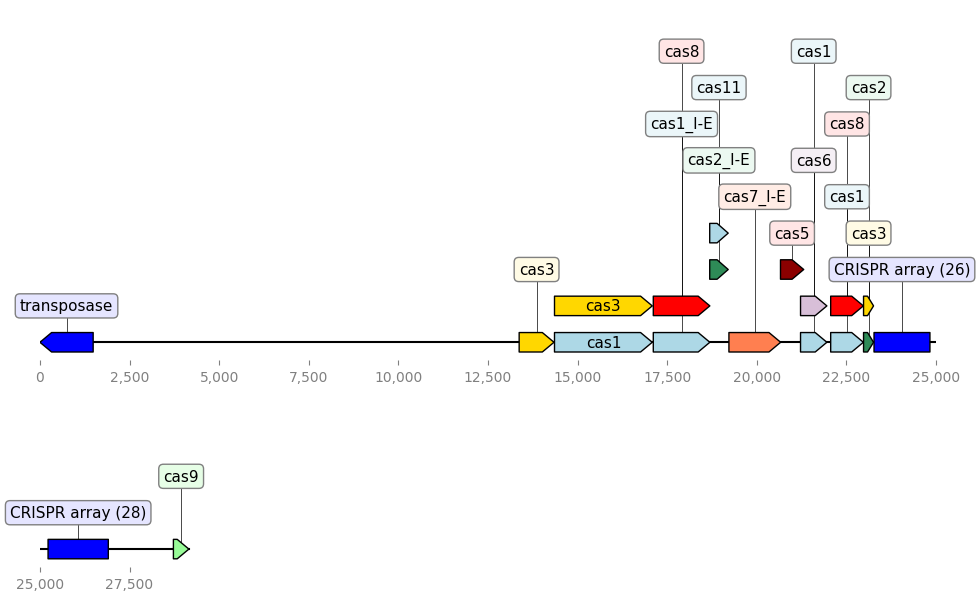 cas8
cas1
cas11
cas2
cas1_I-E
cas8
cas2_I-E
cas6
cas7_I-E
cas1
cas5
cas3
cas3
CRISPR array (26)
transposase
cas3
cas1
0
2,500
5,000
7,500
10,000
12,500
15,000
17,500
20,000
22,500
25,000
cas9
CRISPR array (28)
25,000
27,500